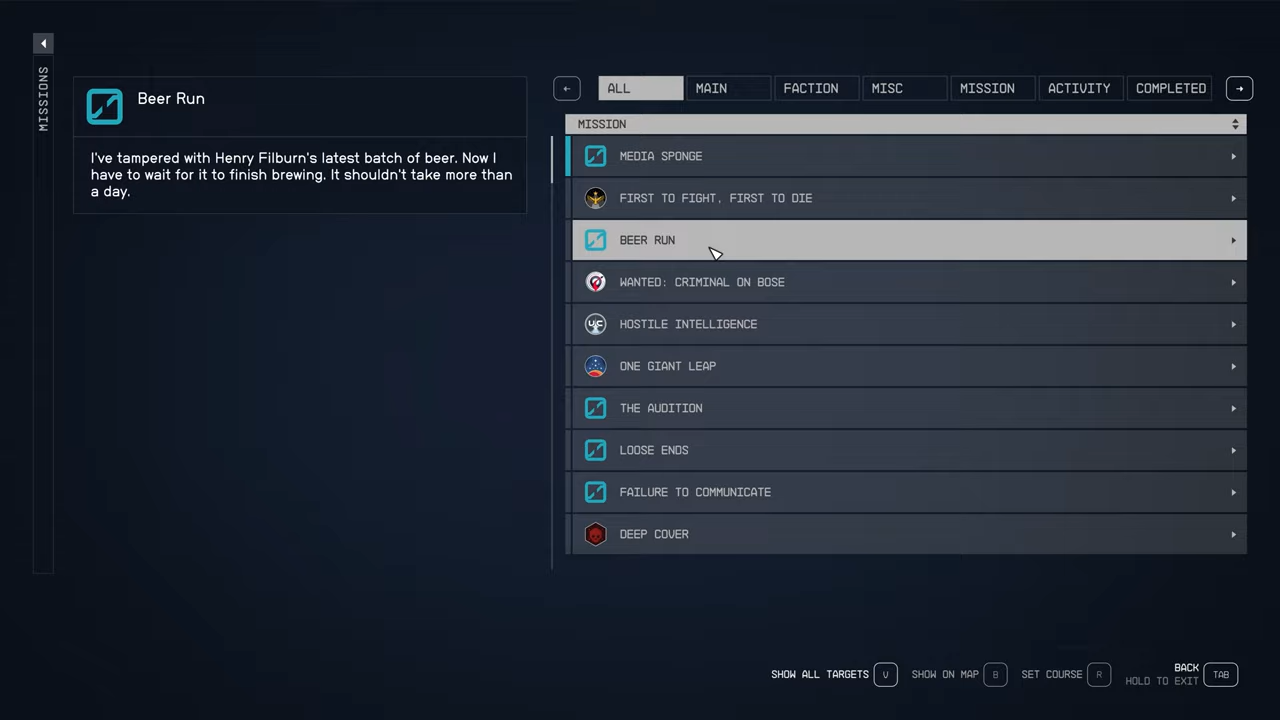 MISSIONS
Beer Run
I've tampered with Henry Filburn's latest batch of beer. Now I
have to wait for it to finish brewing. It shouldn't take more than
a day.
ALL
MAIN
FACTION
MISC
MISSION
ACTIVITY
COMPLETED
MISSION
MEDIA SPONGE
FIRST TO FIGHT, FIRST TO DIE
BEER RUN
WANTED: CRIMINAL ON BOSE
UC
HOSTILE INTELLIGENCE
ONE GIANT LEAP
THE AUDITION
LOOSE ENDS
FAILURE TO COMMUNICATE
DEEP COVER
SHOW ALL TARGETS V
SHOW ON MAP B
SET COURSE R
BACK
HOLD TO EXIT
TAB